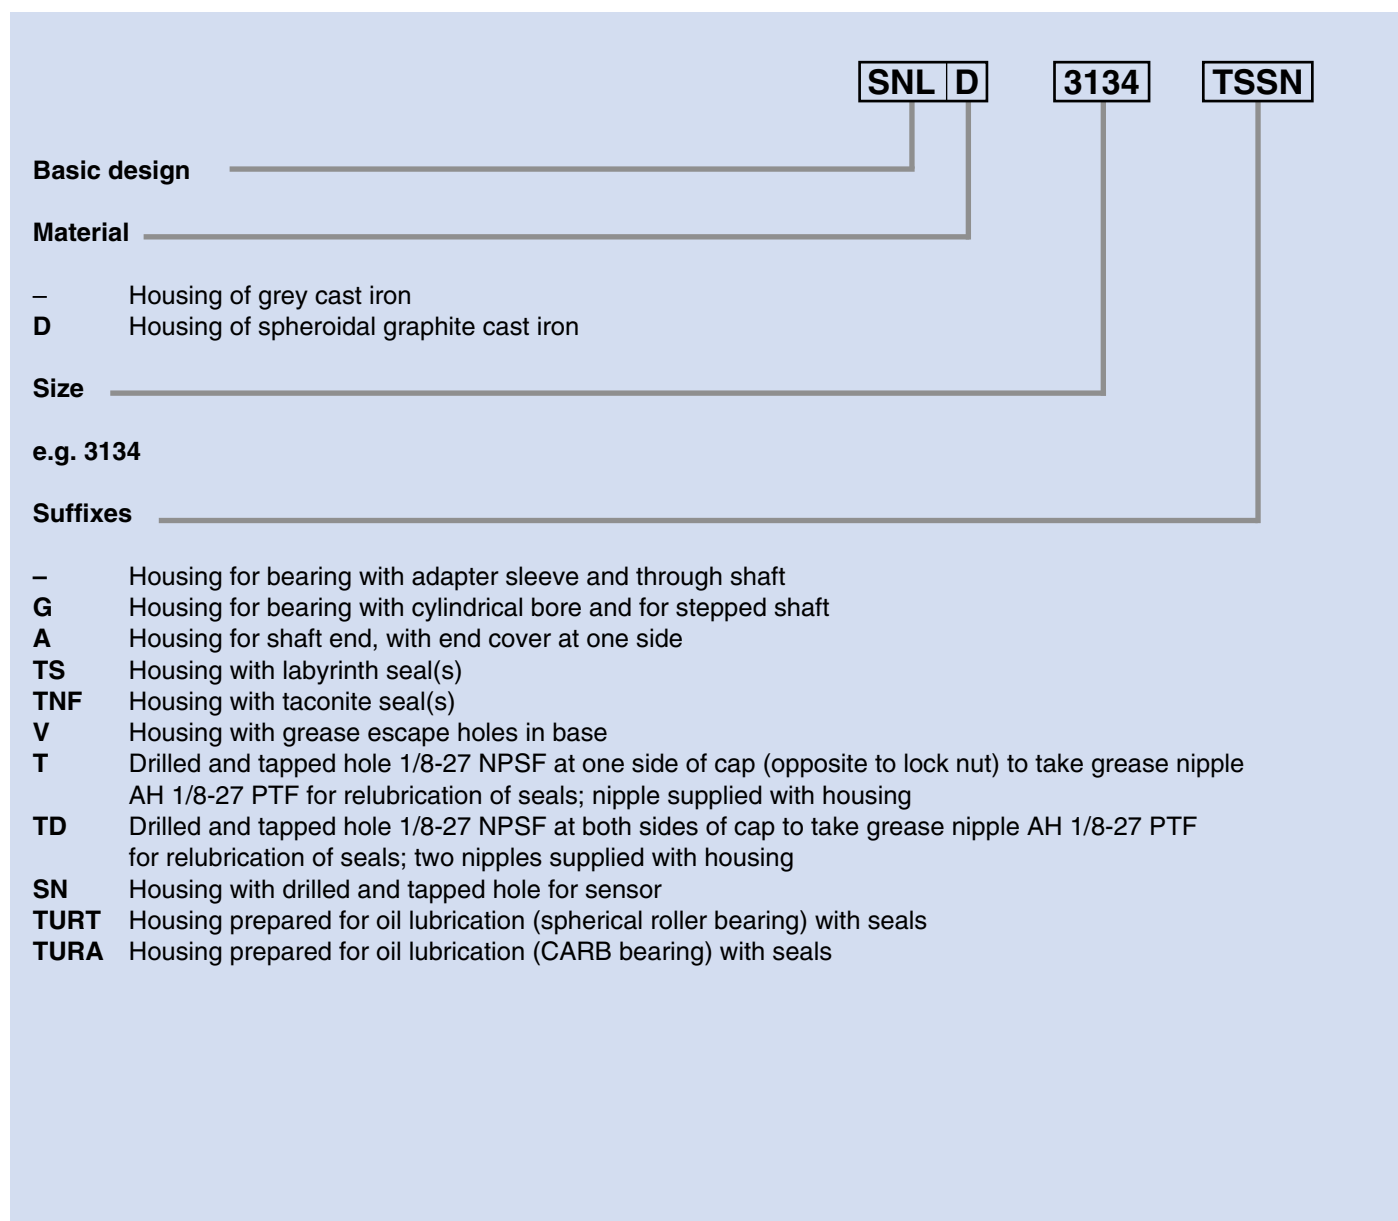 SNL D 3134 TSSN
Basic design
Material
– Housing of grey cast iron
D Housing of spheroidal graphite cast iron
Size
e.g. 3134
Suffixes
– Housing for bearing with adapter sleeve and through shaft
G Housing for bearing with cylindrical bore and for stepped shaft
A Housing for shaft end, with end cover at one side
TS Housing with labyrinth seal(s)
TNF Housing with taconite seal(s)
V Housing with grease escape holes in base
T Drilled and tapped hole 1/8-27 NPSF at one side of cap (opposite to lock nut) to take grease nipple
AH 1/8-27 PTF for relubrication of seals; nipple supplied with housing
TD Drilled and tapped hole 1/8-27 NPSF at both sides of cap to take grease nipple AH 1/8-27 PTF
for relubrication of seals; two nipples supplied with housing
SN Housing with drilled and tapped hole for sensor
TURT Housing prepared for oil lubrication (spherical roller bearing) with seals
TURA Housing prepared for oil lubrication (CARB bearing) with seals